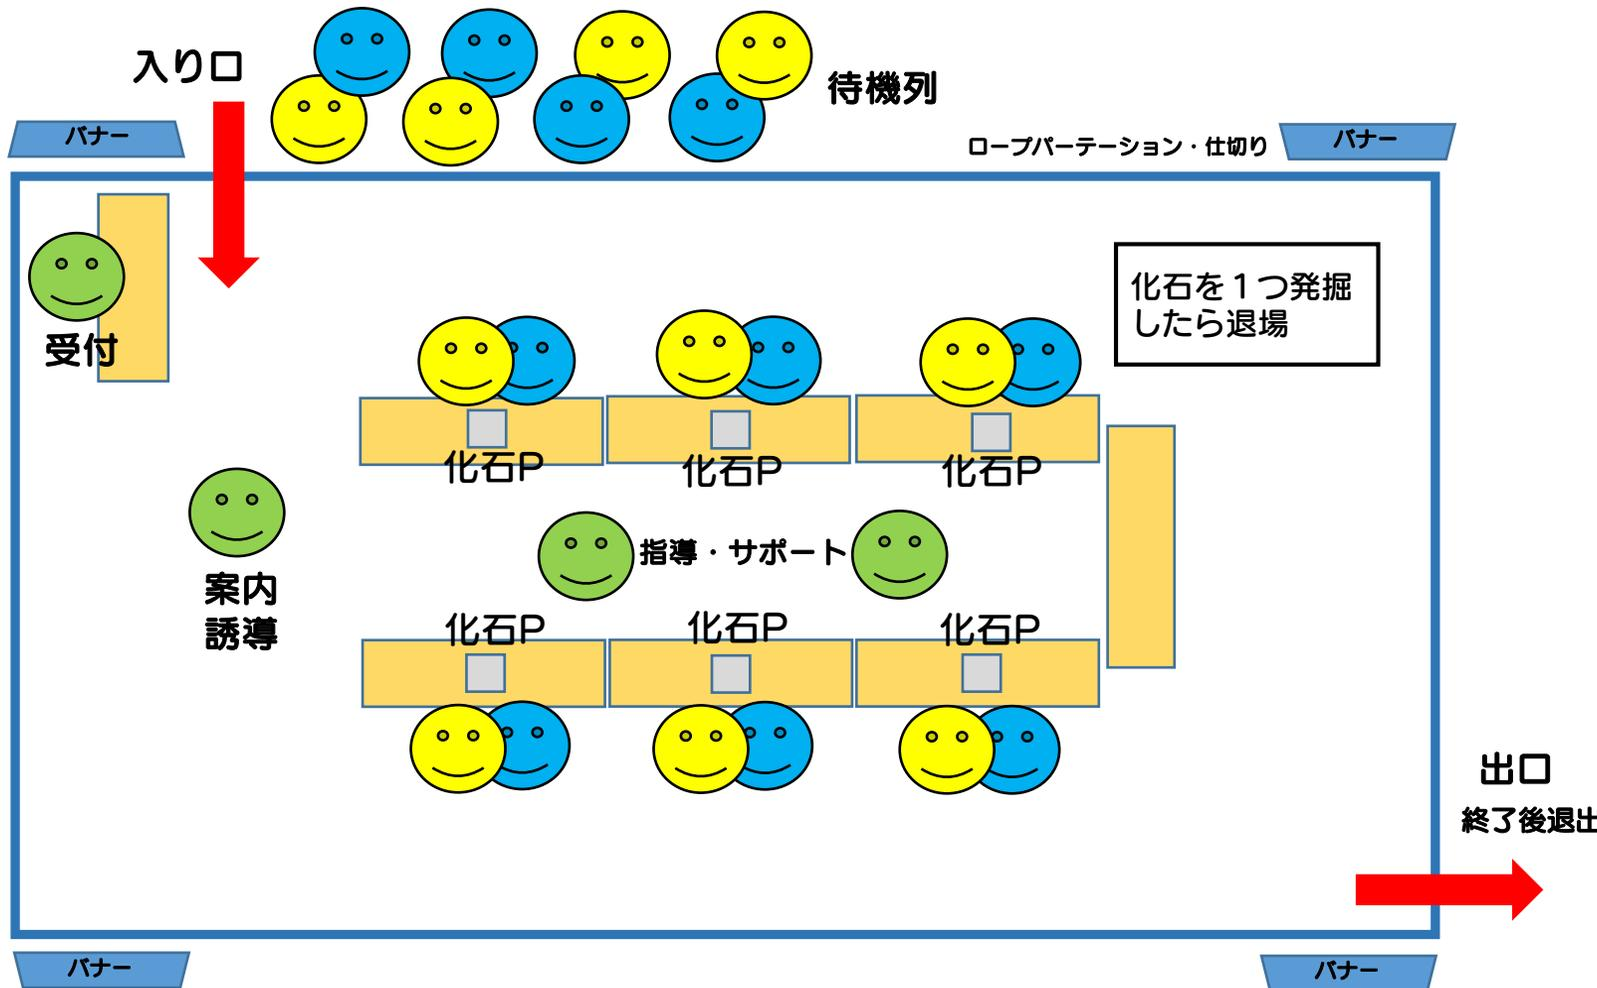 入り口
待機列
バナー
ロープパーテーション・仕切り
バナー
化石を１つ発掘
したら退場
受付
化石P
化石P
化石P
指導・サポート
案内
誘導
化石P
化石P
化石P
出口
終了後退出
バナー
バナー